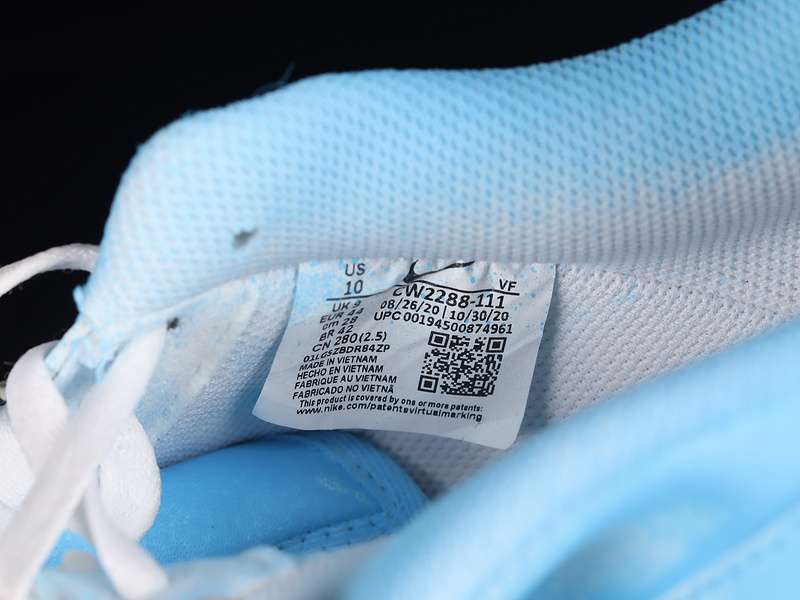 US
10
VF
UK 9
EUR 44
cm 28
BR 42
CN 280 (2.5)
CW2288-111
08/26/20 | 10/30/20
UPC 00194500874961
01LGSZBDR84ZP
MADE IN VIETNAM
HECHO EN VIETNAM
FABRIQUE AU VIETNAM
FABRICADO NO VIETNÃ
This product is covered by one or more patents:
www.nike.com/patentsvirtualmarking